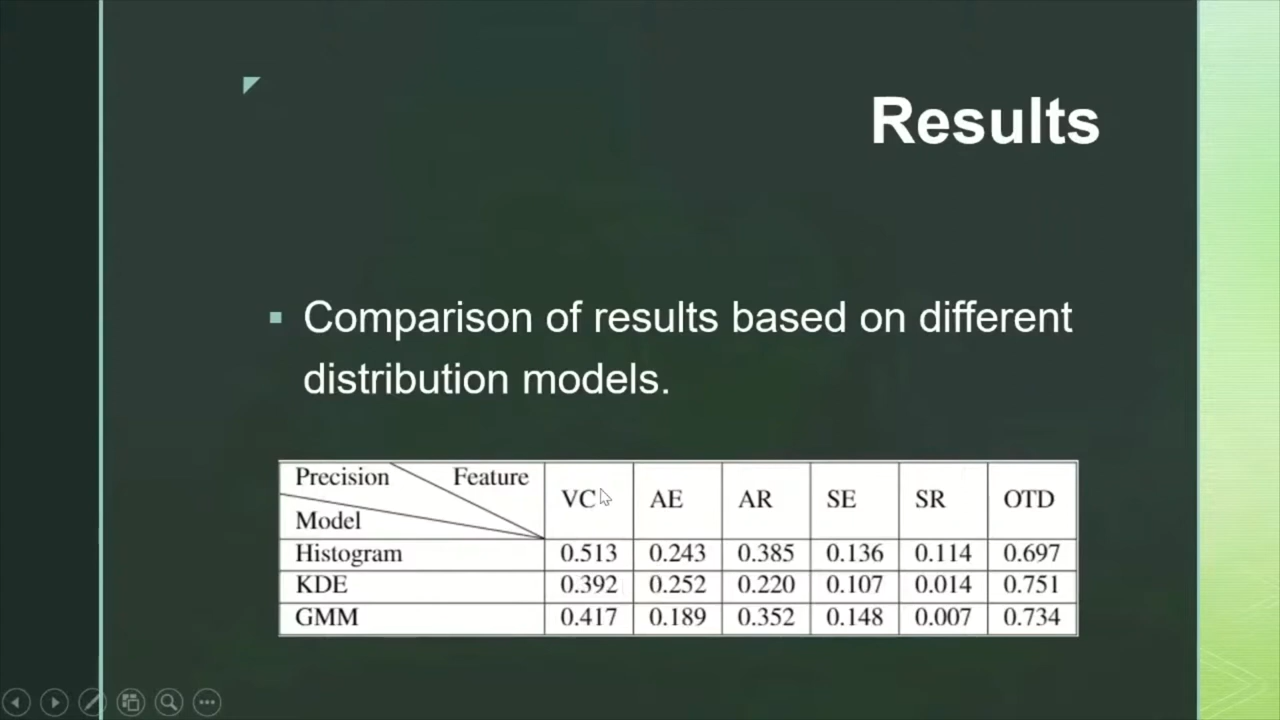 Results
Comparison of results based on different
distribution models.
Precision Feature
Model
VC AE AR SE SR OTD
Histogram 0.513 0.243 0.385 0.136 0.114 0.697
KDE 0.392 0.252 0.220 0.107 0.014 0.751
GMM 0.417 0.189 0.352 0.148 0.007 0.734